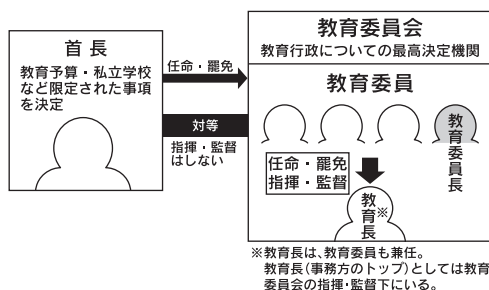 首長
教育予算・私立学校
など限定された事項
を決定
任命・罷免
対等
指揮・監督
はしない
教育委員会
教育行政についての最高決定機関
教育委員
教育委員長
任命・罷免
指揮・監督
教育長※
※教育長は、教育委員も兼任。
教育長(事務方のトップ)としては教育
委員会の指揮・監督下にいる。